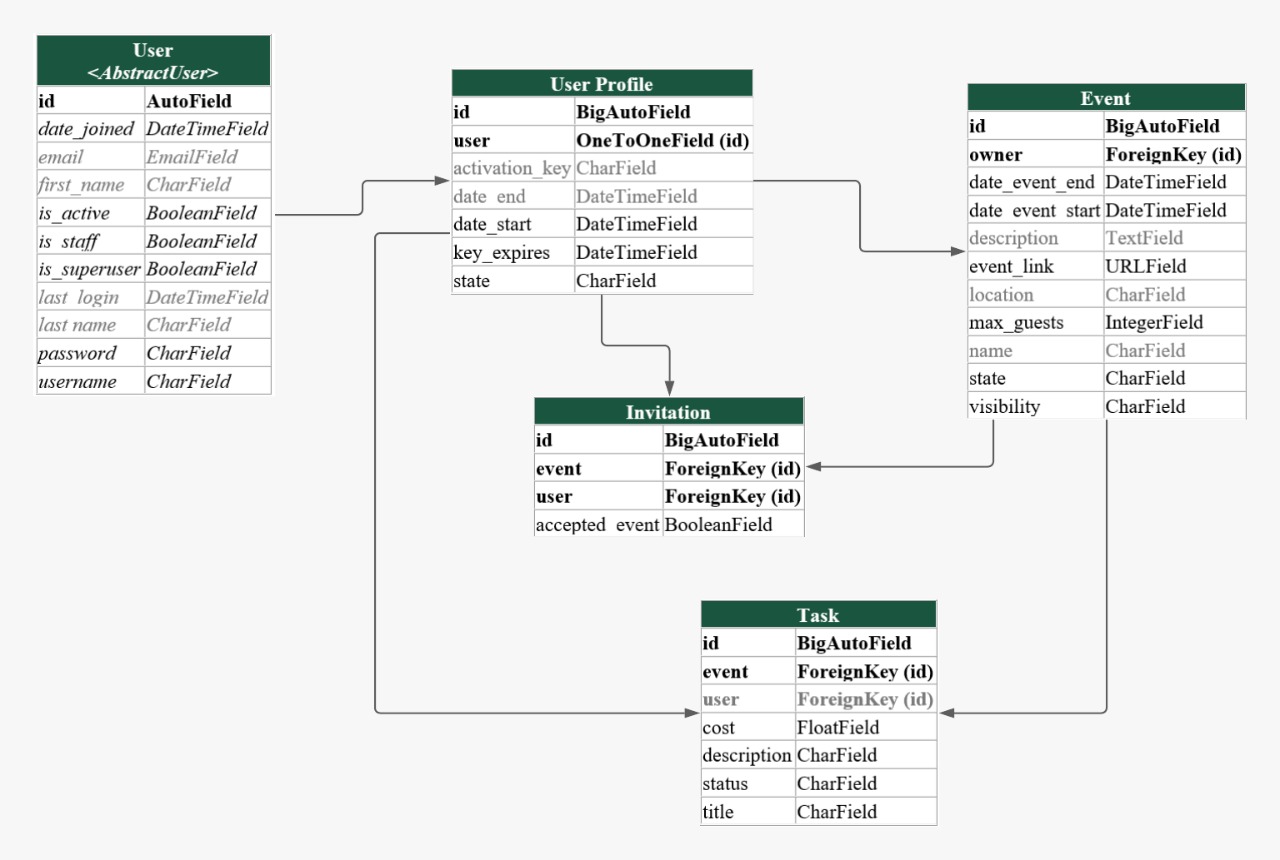 User
<AbstractUser>
id AutoField
date_joined DateTimeField
email EmailField
first_name CharField
is_active BooleanField
is_staff BooleanField
is_superuser BooleanField
last_login DateTimeField
last name CharField
password CharField
username CharField
User Profile
id BigAutoField
user OneToOneField (id)
activation_key CharField
date_end DateTimeField
date_start DateTimeField
key_expires DateTimeField
state CharField
Event
id BigAutoField
owner ForeignKey (id)
date_event_end DateTimeField
date_event_start DateTimeField
description TextField
event_link URLField
location CharField
max_guests IntegerField
name CharField
state CharField
visibility CharField
Invitation
id BigAutoField
event ForeignKey (id)
user ForeignKey (id)
accepted_event BooleanField
Task
id BigAutoField
event ForeignKey (id)
user ForeignKey (id)
cost FloatField
description CharField
status CharField
title CharField